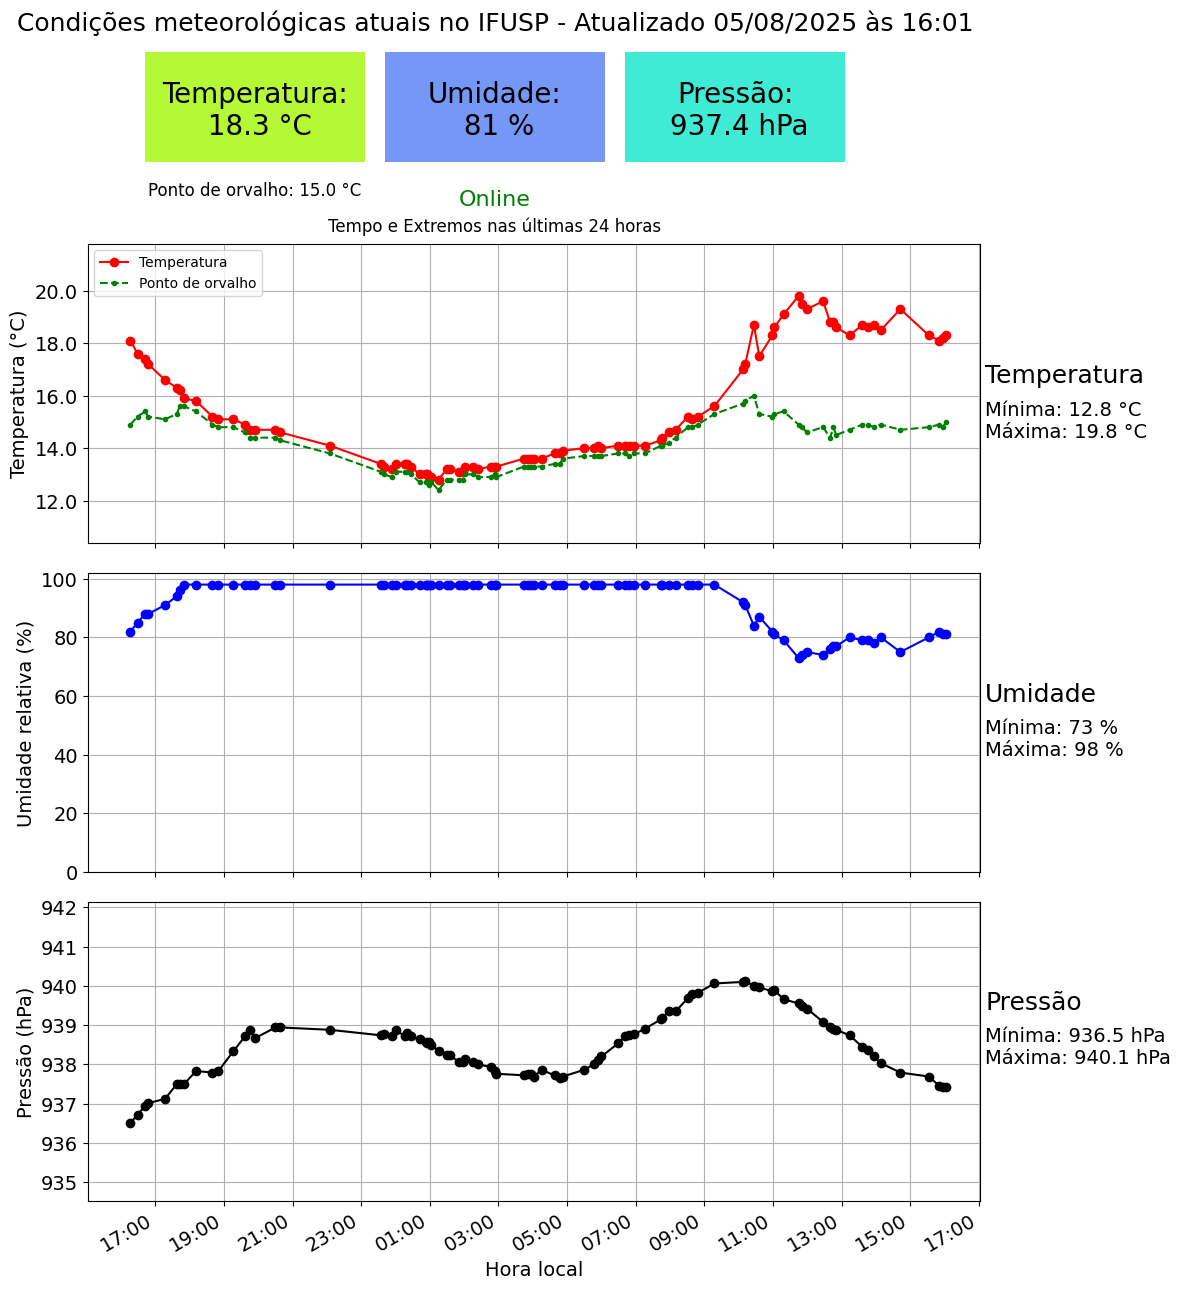 Condições meteorológicas atuais no IFUSP - Atualizado 05/08/2025 às 16:01
Temperatura:
18.3 °C
Umidade:
81 %
Pressão:
937.4 hPa
Ponto de orvalho: 15.0 °C
Online
Tempo e Extremos nas últimas 24 horas
Temperatura
Ponto de orvalho
Temperatura (°C)
20.0
18.0
16.0
14.0
12.0
Temperatura
Mínima: 12.8 °C
Máxima: 19.8 °C
Umidade relativa (%)
100
80
60
40
20
0
Umidade
Mínima: 73 %
Máxima: 98 %
Pressão (hPa)
942
941
940
939
938
937
936
935
Pressão
Mínima: 936.5 hPa
Máxima: 940.1 hPa
17:00 19:00 21:00 23:00 01:00 03:00 05:00 07:00 09:00 11:00 13:00 15:00 17:00
Hora local